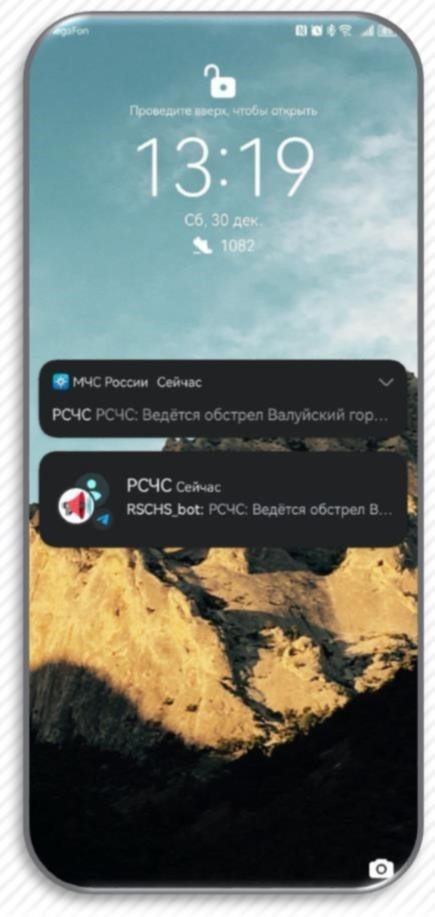 egaFon
Проведите вверх, чтобы открыть
13:19
Сб, 30 дек.
1082
МЧС России Сейчас
РСЧС РСЧС: Ведётся обстрел Валуйский гор...
РСЧС Сейчас
RSCHS_bot: РСЧС: Ведётся обстрел В...